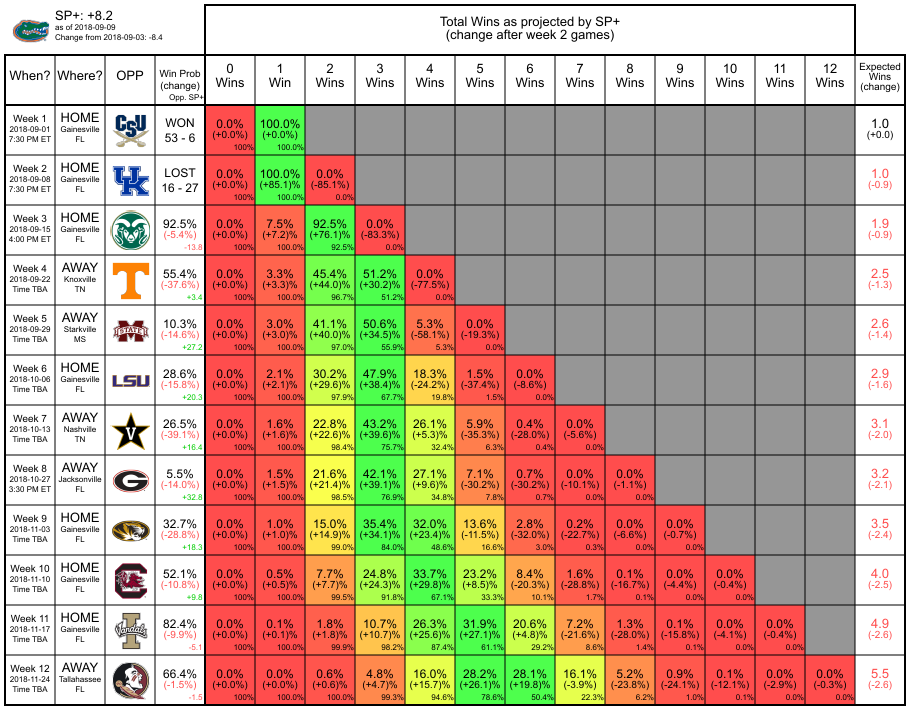 SP+: +8.2
as of 2018-09-09
Change from 2018-09-03: -8.4
Total Wins as projected by SP+
(change after week 2 games)
When? Where? OPP Win Prob (change) Opp. SP+ 0 Wins 1 Win 2 Wins 3 Wins 4 Wins 5 Wins 6 Wins 7 Wins 8 Wins 9 Wins 10 Wins 11 Wins 12 Wins Expected Wins (change)
Week 1 HOME CSU WON 0.0% 100.0% 1.0
2018-09-01 Gainesville 53 - 6 (+0.0%) (+0.0%) (+0.0)
7:30 PM ET FL 100% 100.0%
Week 2 HOME UK LOST 0.0% 100.0% 0.0% 1.0
2018-09-08 Gainesville 16 - 27 (+0.0%) (+85.1)% (-85.1%) (-0.9)
7:30 PM ET FL 100% 100.0% 0.0%
Week 3 HOME 92.5% 0.0% 7.5% 92.5% 0.0% 1.9
2018-09-15 Gainesville (-5.4%) (+0.0%) (+7.2%) (+76.1%) (-83.3%) (-0.9)
4:00 PM ET FL -13.8 100% 100.0% 92.5% 0.0%
Week 4 AWAY T 55.4% 0.0% 3.3% 45.4% 51.2% 0.0% 2.5
2018-09-22 Knoxville (-37.6%) (+0.0%) (+3.3%) (+44.0%) (+30.2%) (-77.5%) (-1.3)
Time TBA TN +3.4 100% 100.0% 96.7% 51.2% 0.0%
Week 5 AWAY STATE 10.3% 0.0% 3.0% 41.1% 50.6% 5.3% 0.0% 2.6
2018-09-29 Starkville (-14.6%) (+0.0%) (+3.0%) (+40.0%) (+34.5%) (-58.1%) (-19.3%) (-1.4)
Time TBA MS +27.2 100% 100.0% 97.0% 55.9% 5.3% 0.0%
Week 6 HOME LSU 28.6% 0.0% 2.1% 30.2% 47.9% 18.3% 1.5% 0.0% 2.9
2018-10-06 Gainesville (-15.8%) (+0.0%) (+2.1%) (+29.6%) (+38.4%) (-24.2%) (-37.4%) (-8.6%) (-1.6)
Time TBA FL +20.3 100% 100.0% 97.9% 67.7% 19.8% 1.5% 0.0%
Week 7 AWAY V 26.5% 0.0% 1.6% 22.8% 43.2% 26.1% 5.9% 0.4% 0.0% 3.1
2018-10-13 Nashville (-39.1%) (+0.0%) (+1.6%) (+22.6%) (+39.6%) (+5.3%) (-35.3%) (-28.0%) (-5.6%) (-2.0)
Time TBA TN +16.4 100% 100.0% 98.4% 75.7% 32.4% 6.3% 0.4% 0.0%
Week 8 AWAY G 5.5% 0.0% 1.5% 21.6% 42.1% 27.1% 7.1% 0.7% 0.0% 0.0% 3.2
2018-10-27 Jacksonville (-14.0%) (+0.0%) (+1.5%) (+21.4%) (+39.1%) (+9.6%) (-30.2%) (-30.2%) (-10.1%) (-1.1%) (-2.1)
3:30 PM ET FL +32.8 100% 100.0% 98.5% 76.9% 34.8% 7.8% 0.7% 0.0% 0.0%
Week 9 HOME 32.7% 0.0% 1.0% 15.0% 35.4% 32.0% 13.6% 2.8% 0.2% 0.0% 0.0% 3.5
2018-11-03 Gainesville (-28.8%) (+0.0%) (+1.0%) (+14.9%) (+34.1%) (+23.4%) (-11.5%) (-32.0%) (-22.7%) (-6.6%) (-0.7%) (-2.4)
Time TBA FL +18.3 100% 100.0% 99.0% 84.0% 48.6% 16.6% 3.0% 0.3% 0.0% 0.0%
Week 10 HOME C 52.1% 0.0% 0.5% 7.7% 24.8% 33.7% 23.2% 8.4% 1.6% 0.1% 0.0% 0.0% 4.0
2018-11-10 Gainesville (-10.8%) (+0.0%) (+0.5%) (+7.7%) (+24.3%) (+29.8%) (+8.5%) (-20.3%) (-28.8%) (-16.7%) (-4.4%) (-0.4%) (-2.5)
Time TBA FL +9.8 100% 100.0% 99.5% 91.8% 67.1% 33.3% 10.1% 1.7% 0.1% 0.0% 0.0%
Week 11 HOME I Vandals 82.4% 0.0% 0.1% 1.8% 10.7% 26.3% 31.9% 20.6% 7.2% 1.3% 0.1% 0.0% 0.0% 4.9
2018-11-17 Gainesville (-9.9%) (+0.0%) (+0.1%) (+1.8%) (+10.7%) (+25.6%) (+27.1%) (+4.8%) (-21.6%) (-28.0%) (-15.8%) (-4.1%) (-0.4%) (-2.6)
Time TBA FL -5.1 100% 100.0% 99.9% 98.2% 87.4% 61.1% 29.2% 8.6% 1.4% 0.1% 0.0% 0.0%
Week 12 AWAY 66.4% 0.0% 0.0% 0.6% 4.8% 16.0% 28.2% 28.1% 16.1% 5.2% 0.9% 0.1% 0.0% 0.0% 5.5
2018-11-24 Tallahassee (-1.5%) (+0.0%) (+0.0%) (+0.6%) (+4.7%) (+15.7%) (+26.1%) (+19.8%) (-3.9%) (-23.8%) (-24.1%) (-12.1%) (-2.9%) (-0.3%) (-2.6)
Time TBA FL -1.5 100% 100.0% 100.0% 99.3% 94.6% 78.6% 50.4% 22.3% 6.2% 1.0% 0.1% 0.0% 0.0%